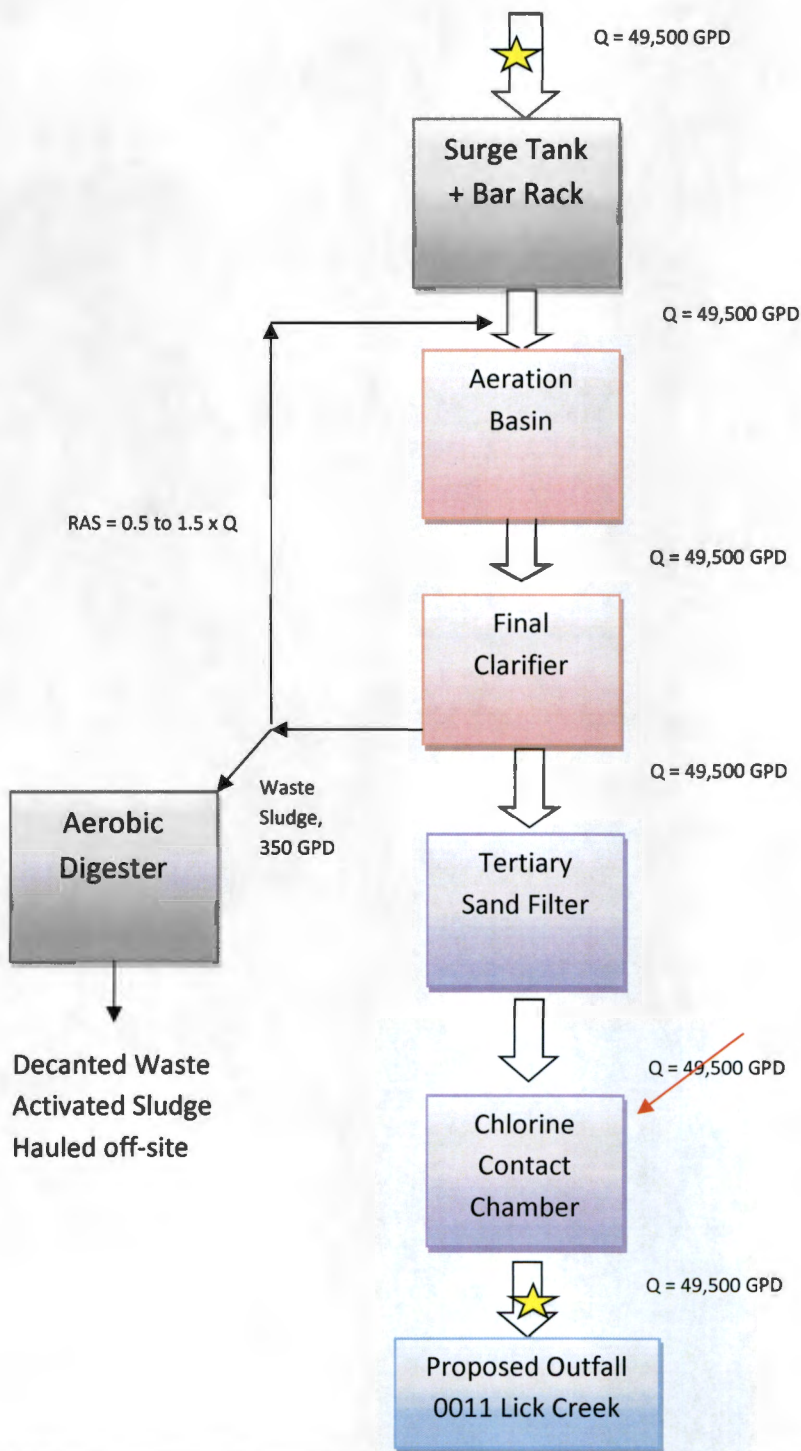 Q = 49,500 GPD
Surge Tank
+ Bar Rack
Q = 49,500 GPD
Aeration
Basin
RAS = 0.5 to 1.5 x Q
Q = 49,500 GPD
Final
Clarifier
Q = 49,500 GPD
Waste
Sludge,
350 GPD
Aerobic
Digester
Tertiary
Sand Filter
Decanted Waste
Activated Sludge
Hauled off-site
Q = 49,500 GPD
Chlorine
Contact
Chamber
Q = 49,500 GPD
Proposed Outfall
0011 Lick Creek